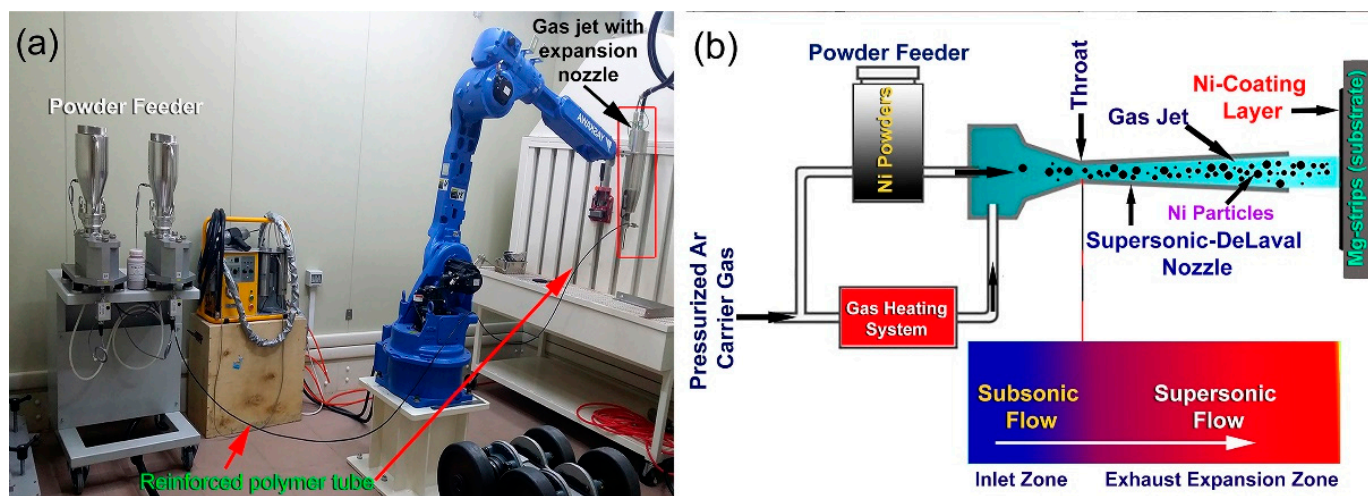 (a)
Gas jet with
expansion
nozzle
Powder Feeder
YASKAWA
Reinforced polymer tube
(b)
Powder Feeder
Ni Powders
Throat
Gas Jet
Ni-Coating
Layer
Mg-strips (substrate)
Ni Particles
Supersonic-DeLaval
Nozzle
Pressurized Ar
Carrier Gas
Gas Heating
System
Subsonic
Flow
Supersonic
Flow
Inlet Zone
Exhaust Expansion Zone